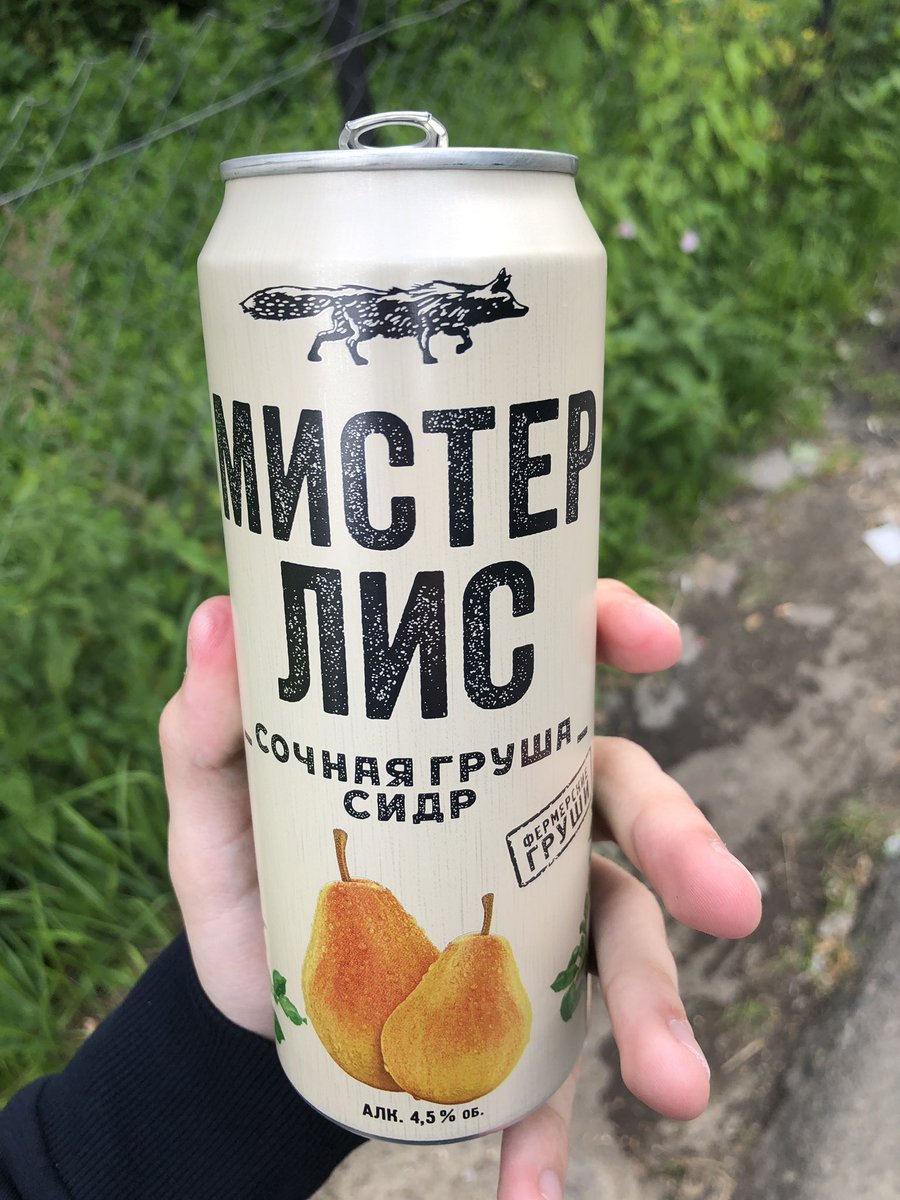 МИСТЕР
ЛИС
СОЧНАЯ ГРУША
СИДР
ФЕРМЕРСКИЕ
ГРУШИ
АЛК. 4,5% ОБ.